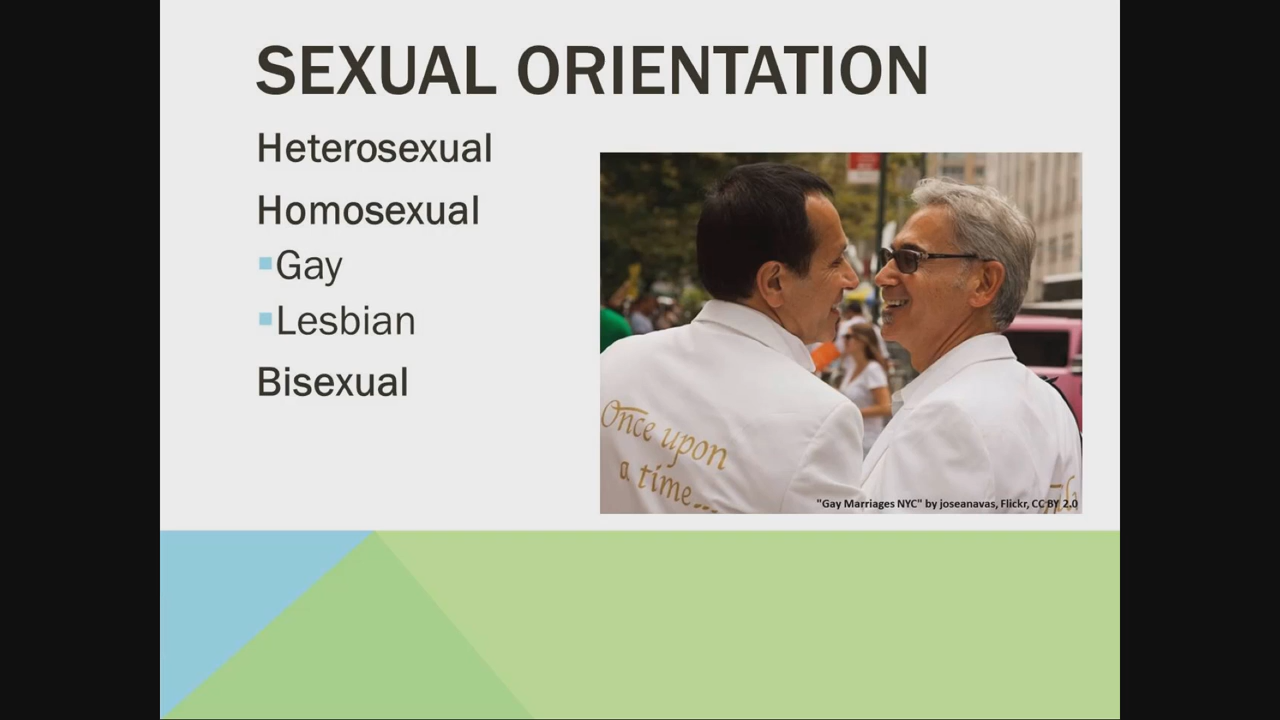 SEXUAL ORIENTATION
Heterosexual
Homosexual
Gay
Lesbian
Bisexual
Once upon
a time...
"Gay Marriages NYC" by joseanavas, Flickr, CC BY 2.0